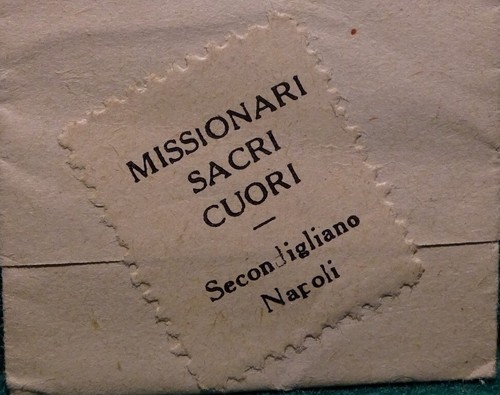 MISSIONARI
SACRI
CUORI
—
Secondigliano
Napoli